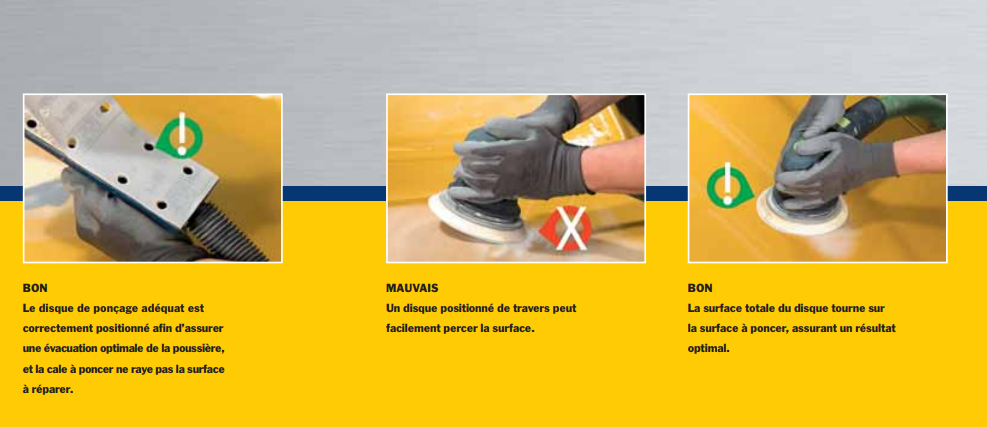 BON
Le disque de ponçage adéquat est
correctement positionné afin d'assurer
une évacuation optimale de la poussière,
et la cale à poncer ne raye pas la surface
à réparer.
MAUVAIS
Un disque positionné de travers peut
facilement percer la surface.
BON
La surface totale du disque tourne sur
la surface à poncer, assurant un résultat
optimal.